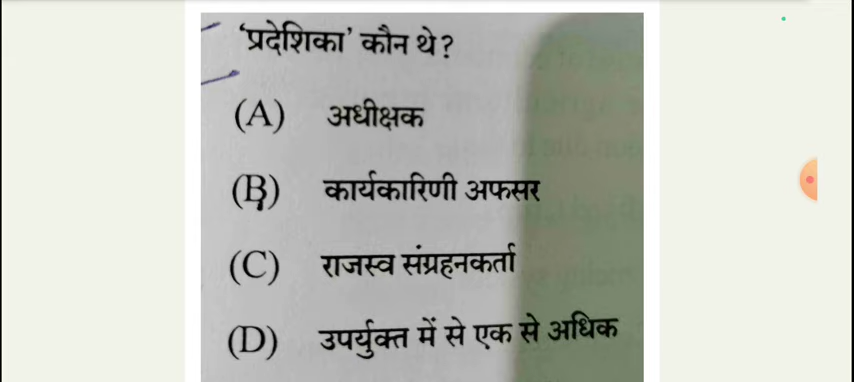 'प्रदेशिका' कौन थे?
(A) अधीक्षक
(B) कार्यकारिणी अफसर
(C) राजस्व संग्रहनकर्ता
(D) उपर्युक्त में से एक से अधिक